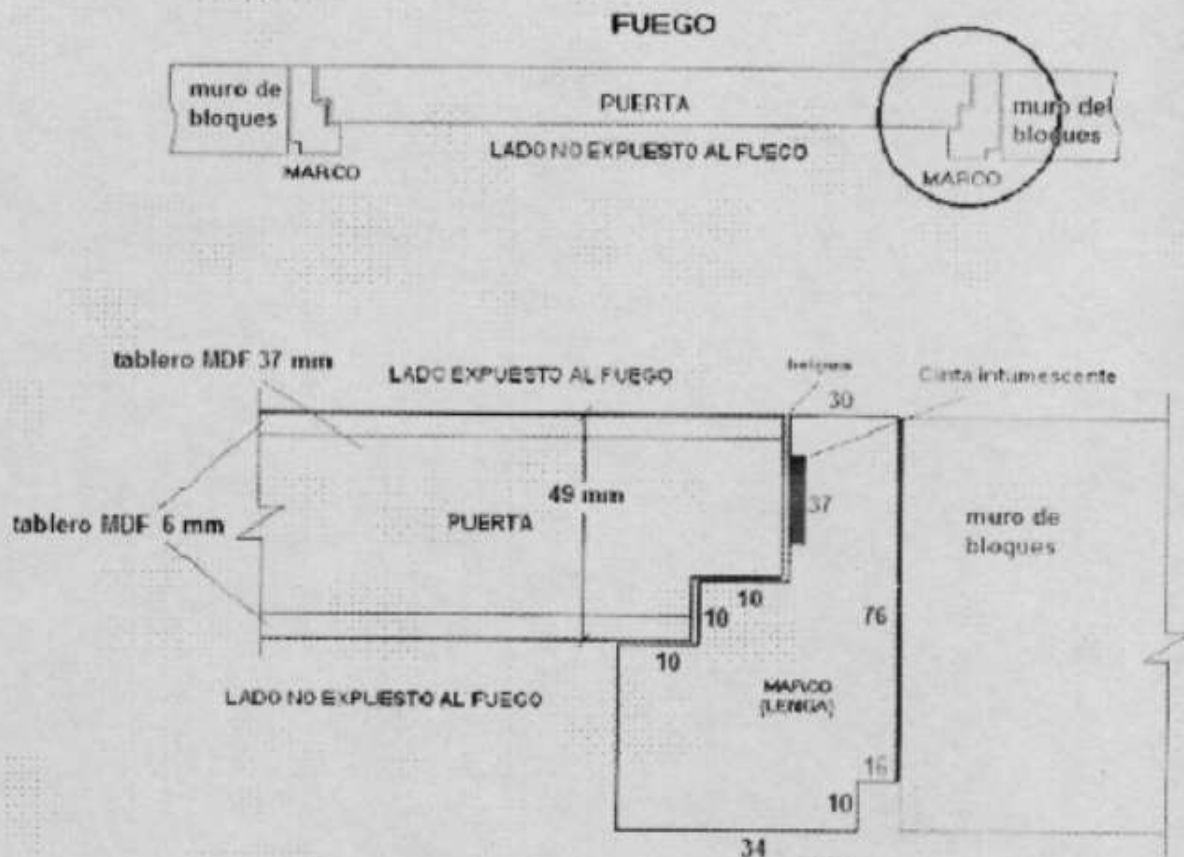 FUEGO
muro de
bloques
PUERTA
muro del
bloques
LADO NO EXPUESTO AL FUEGO
MARCO
MARCO
tablero MDF 37 mm
LADO EXPUESTO AL FUEGO
Cinta intumescente
30
49 mm
37
tablero MDF 6 mm
PUERTA
muro de
bloques
10
10
76
10
LADO NO EXPUESTO AL FUEGO
MARCO
(LENGA)
16
10
34